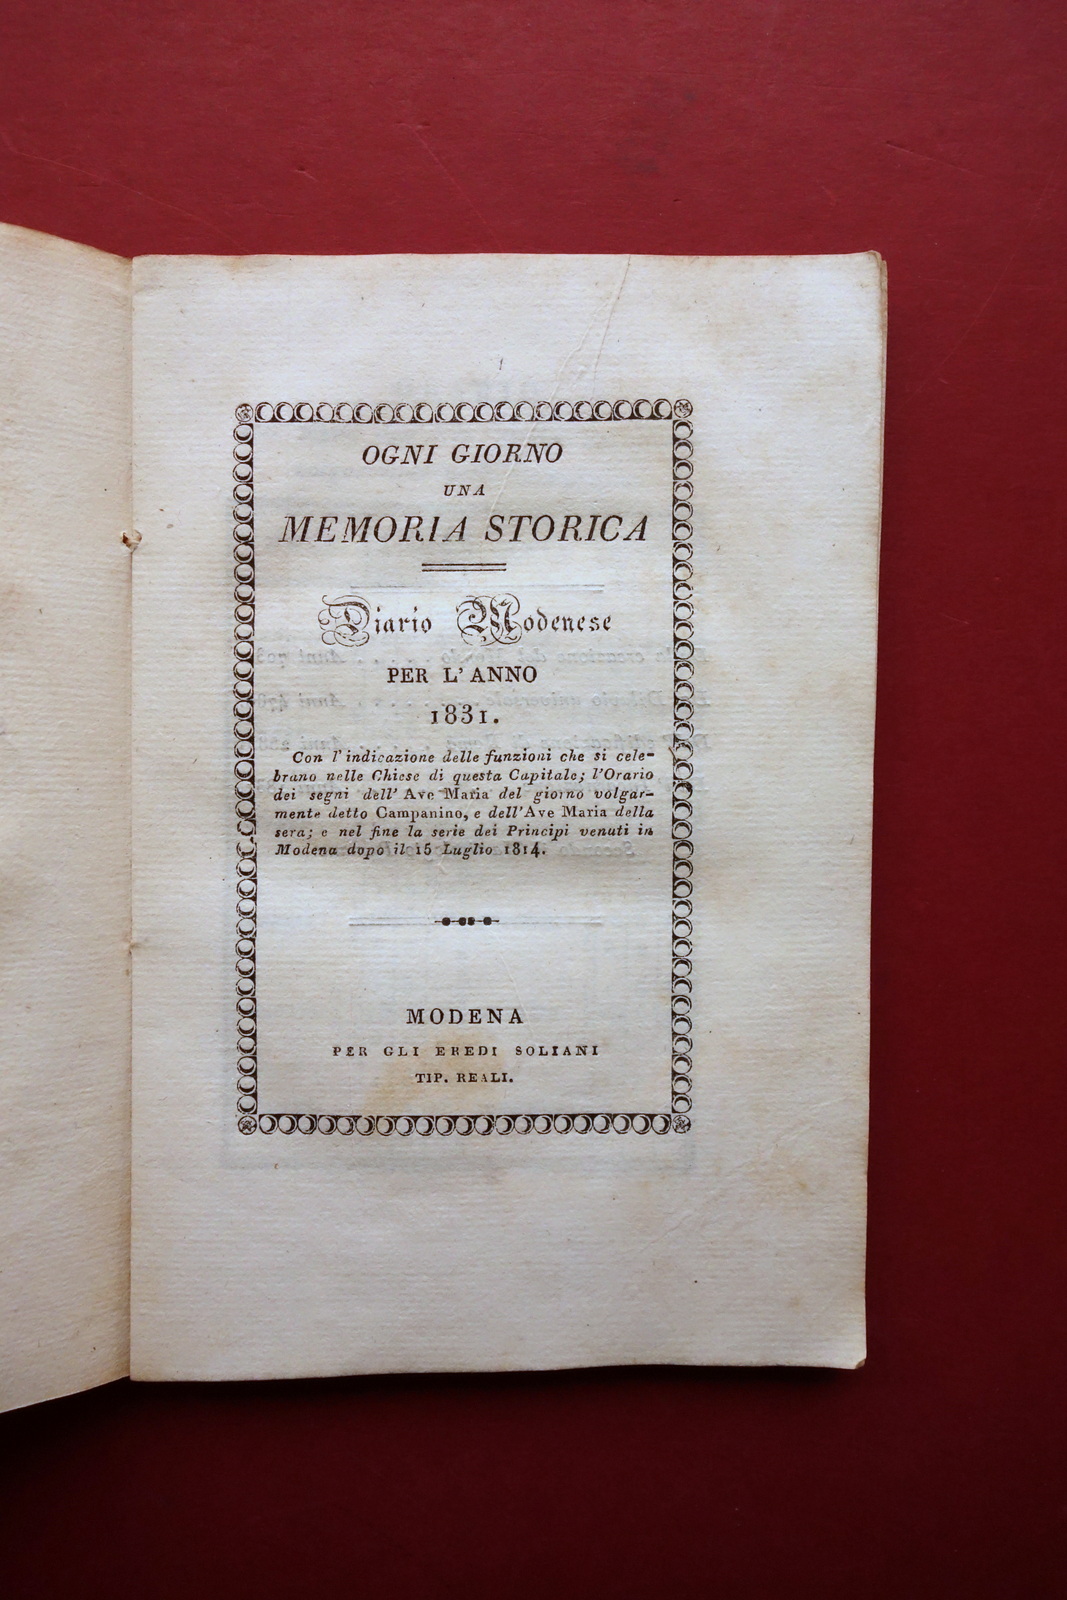 OGNI GIORNO
UNA
MEMORIA STORICA
Diario Modenese
PER L'ANNO
1831.
Con l'indicazione delle funzioni che si cele-
brano nelle Chiese di questa Capitale; l'Orario
dei segni dell'Ave Maria del giorno volgar-
mente detto Campanino, e dell'Ave Maria della
sera; e nel fine la serie dei Principi venuti in
Modena dopo il 15 Luglio 1814.
MODENA
PER GLI EREDI SOLIANI
TIP. REALI.